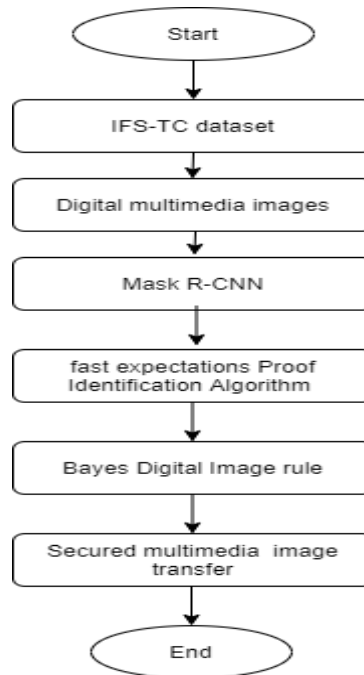 Start
IFS-TC dataset
Digital multimedia images
Mask R-CNN
fast expectations Proof
Identification Algorithm
Bayes Digital Image rule
Secured multimedia image
transfer
End